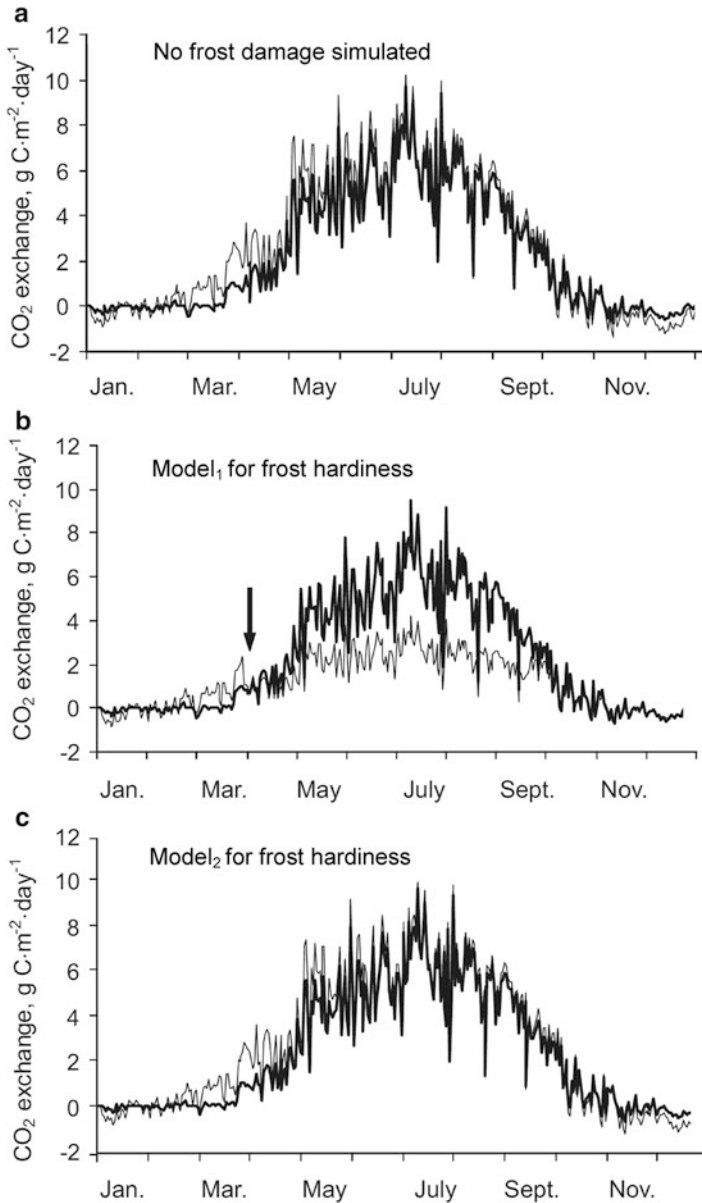 a
No frost damage simulated
CO₂ exchange, g C·m⁻²·day⁻¹
12
10
8
6
4
2
0
-2
Jan. Mar. May July Sept. Nov.
b
Model₁ for frost hardiness
CO₂ exchange, g C·m⁻²·day⁻¹
12
10
8
6
4
2
0
-2
Jan. Mar. May July Sept. Nov.
c
Model₂ for frost hardiness
CO₂ exchange, g C·m⁻²·day⁻¹
12
10
8
6
4
2
0
-2
Jan. Mar. May July Sept. Nov.